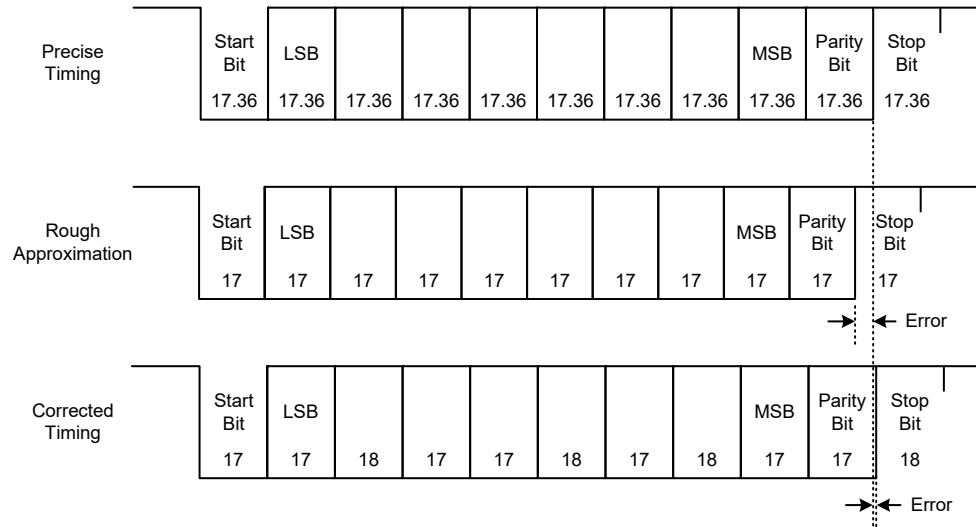 Precise
Timing
Start
Bit
LSB
MSB
Parity
Bit
Stop
Bit
17.36 17.36 17.36 17.36 17.36 17.36 17.36 17.36 17.36 17.36 17.36
Rough
Approximation
Start
Bit
LSB
MSB
Parity
Bit
Stop
Bit
17 17 17 17 17 17 17 17 17 17 17
Error
Corrected
Timing
Start
Bit
LSB
MSB
Parity
Bit
Stop
Bit
17 17 18 17 17 18 17 18 17 17 18
Error